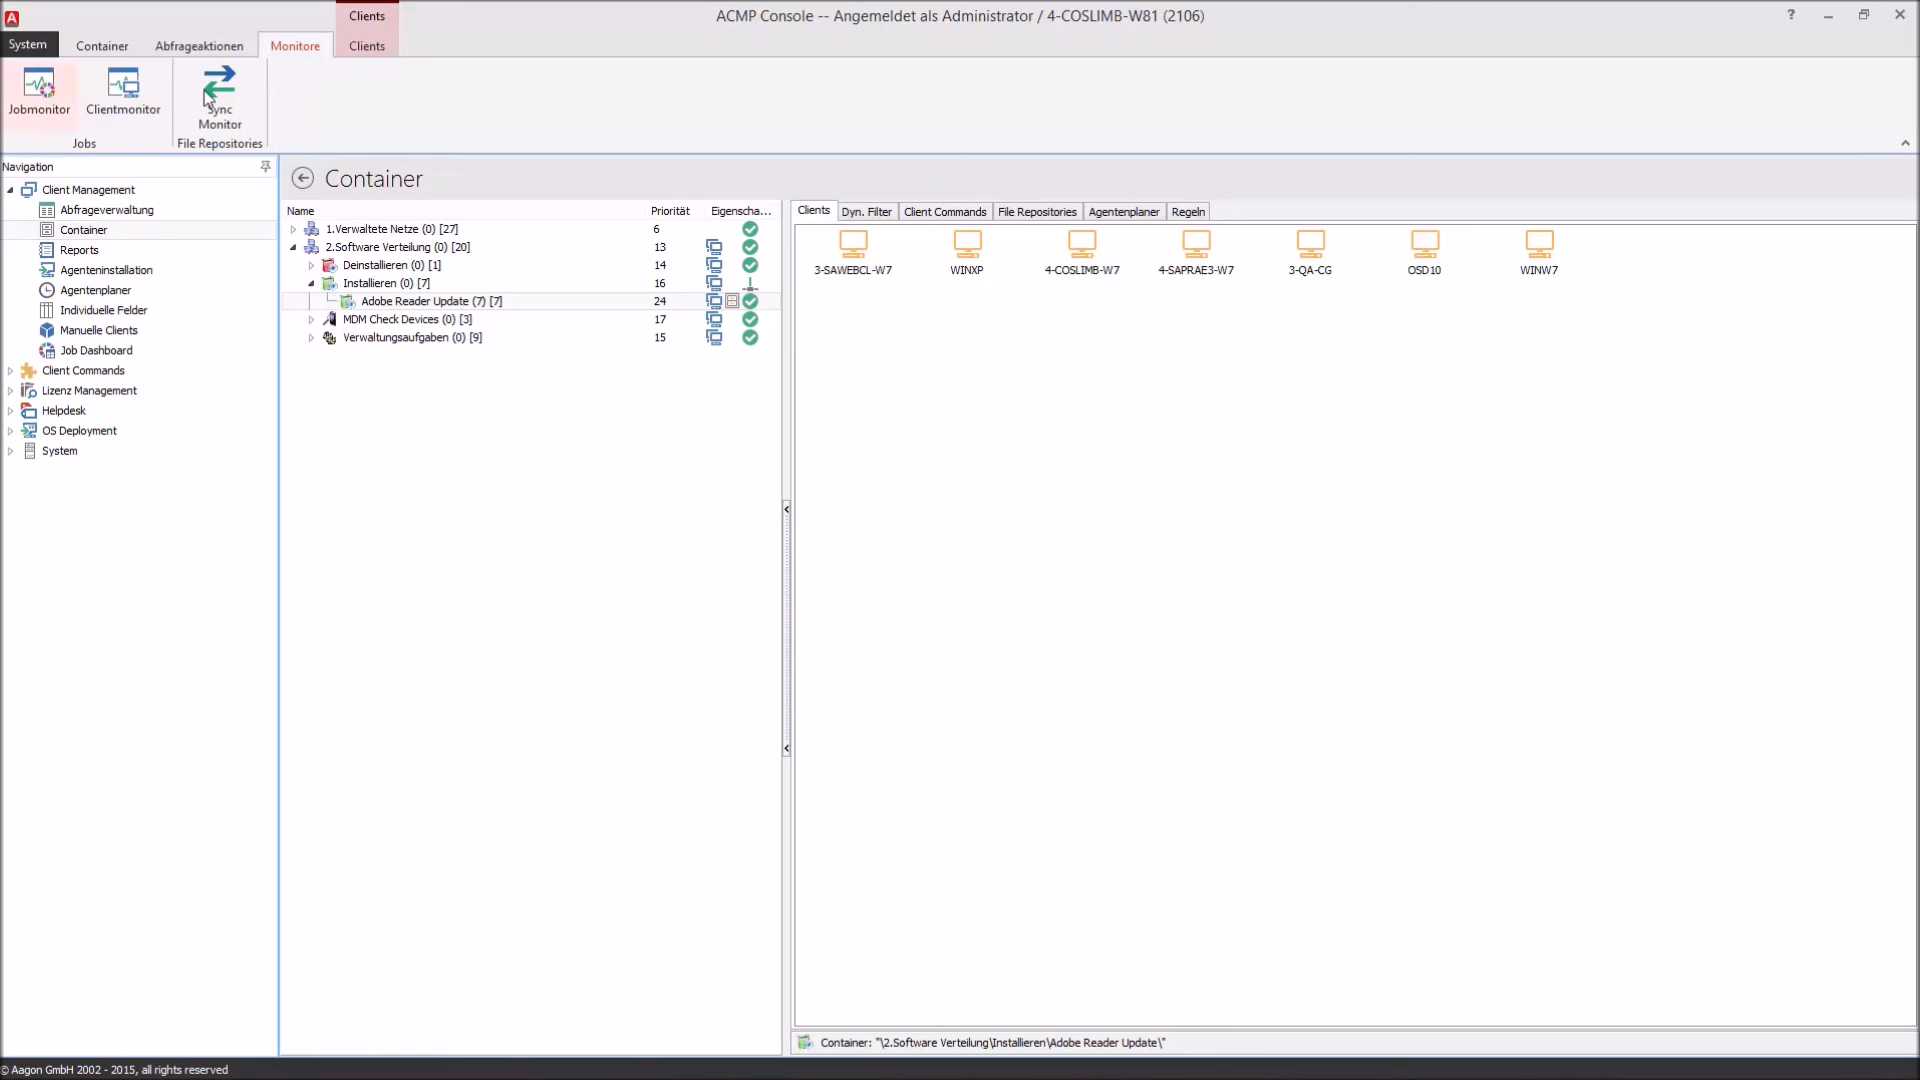 Clients
ACMP Console -- Angemeldet als Administrator / 4-COSLIMB-W81 (2106)
System
Container
Abfrageaktionen
Monitore
Clients
Jobmonitor
Clientmonitor
Sync
Monitor
Jobs
File Repositories
Navigation
Client Management
Abfrageverwaltung
Container
Reports
Agenteninstallation
Agentenplaner
Individuelle Felder
Manuelle Clients
Job Dashboard
Client Commands
Lizenz Management
Helpdesk
OS Deployment
System
Container
Name Priorität Eigenscha...
1.Verwaltete Netze (0) [27] 6
2.Software Verteilung (0) [20] 13
Deinstallieren (0) [1] 14
Installieren (0) [7] 16
Adobe Reader Update (7) [7] 24
MDM Check Devices (0) [3] 17
Verwaltungsaufgaben (0) [9] 15
Clients Dyn. Filter Client Commands File Repositories Agentenplaner Regeln
3-SAWEBCL-W7 WINXP 4-COSLIMB-W7 4-SAPRAE3-W7 3-QA-CG OSD10 WINW7
Container: "\2.Software Verteilung\Installieren\Adobe Reader Update\"
© Aagon GmbH 2002 - 2015, all rights reserved